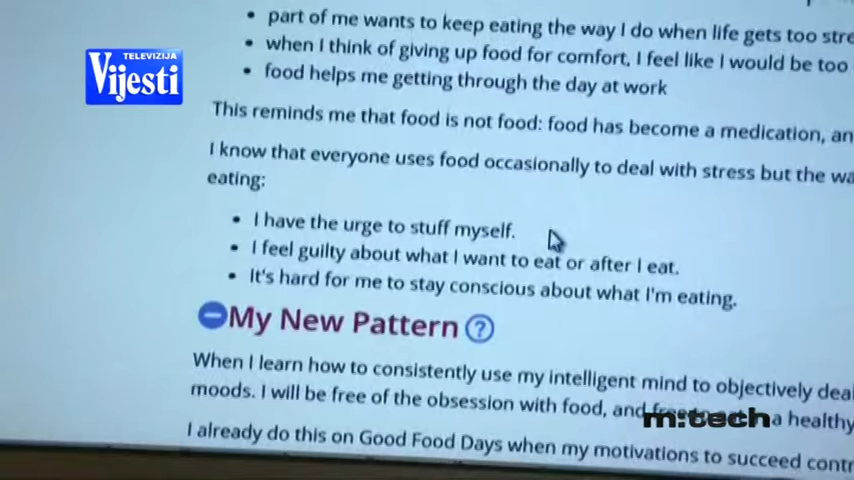 part of me wants to keep eating the way I do when life gets too
when I think of giving up food for comfort, I feel like I would be too
food helps me getting through the day at work
TELEVIZIJA
Vijesti
This reminds me that food is not food: food has become a medication,
I know that everyone uses food occasionally to deal with stress but the
eating:
I have the urge to stuff myself.
I feel guilty about what I want to eat or after I eat.
It's hard for me to stay conscious about what I'm eating.
My New Pattern ?
When I learn how to consistently use my intelligent mind to objectively
moods. I will be free of the obsession with food, and a healthy
m:tech
I already do this on Good Food Days when my motivations to succeed